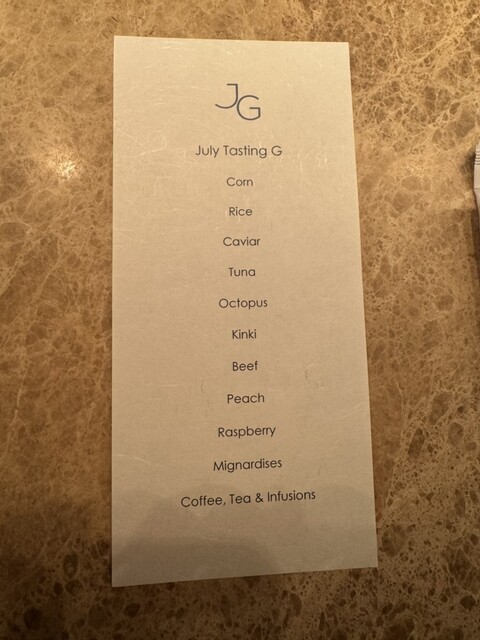 JG
July Tasting G
Corn
Rice
Caviar
Tuna
Octopus
Kinki
Beef
Peach
Raspberry
Mignardises
Coffee, Tea & Infusions